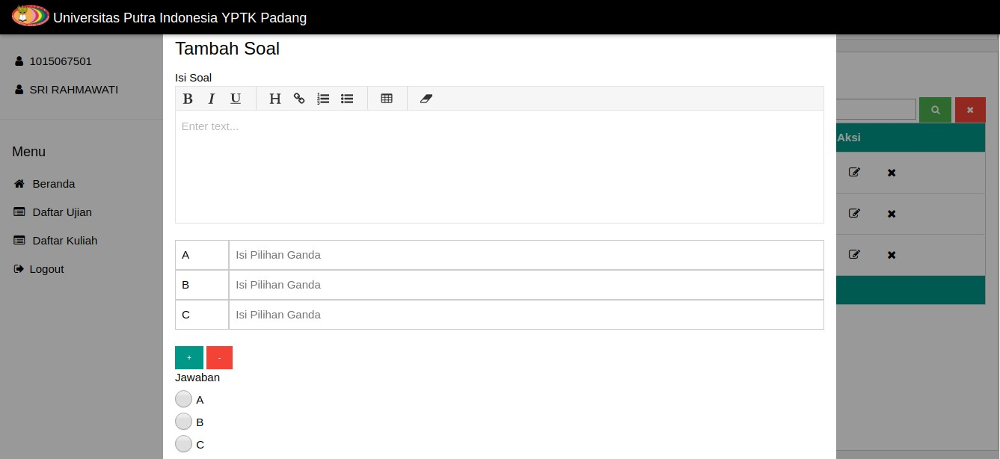 Universitas Putra Indonesia YPTK Padang
1015067501
SRI RAHMAWATI
Menu
Beranda
Daftar Ujian
Daftar Kuliah
Logout
Tambah Soal
Isi Soal
B I U H
Enter text...
A Isi Pilihan Ganda
B Isi Pilihan Ganda
C Isi Pilihan Ganda
+ -
Jawaban
A
B
C
Aksi